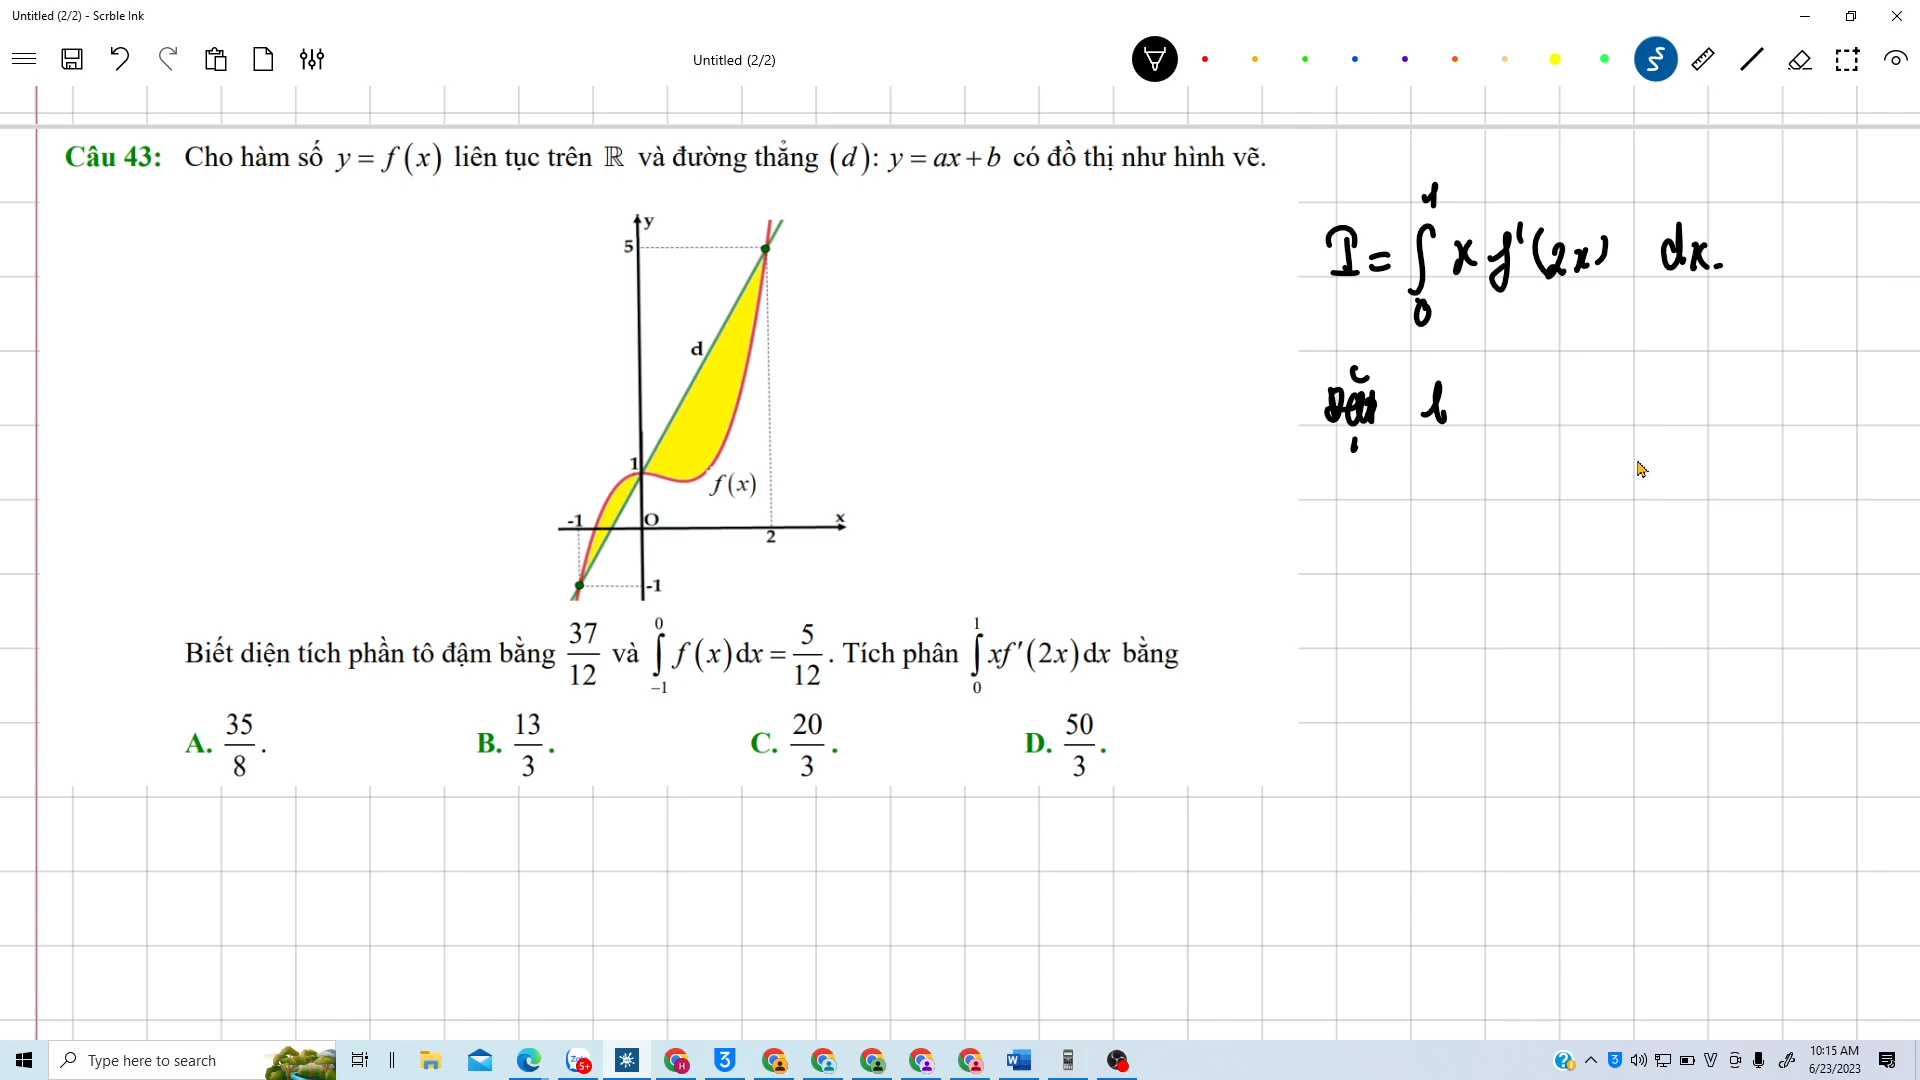 Untitled (2/2) - Scrble Ink
Untitled (2/2)
Câu 43: Cho hàm số y = f(x) liên tục trên ℝ và đường thẳng (d): y = ax + b có đồ thị như hình vẽ.
y
5
d
1
f(x)
-1 O x
2
-1
I = ∫₀¹ x f'(2x) dx.
Đặt
Biết diện tích phần tô đậm bằng 37/12 và ∫₋₁⁰ f(x)dx = 5/12. Tích phân ∫₀¹ xf′(2x)dx bằng
A. 35/8. B. 13/3. C. 20/3. D. 50/3.
Type here to search
10:15 AM
6/23/2023